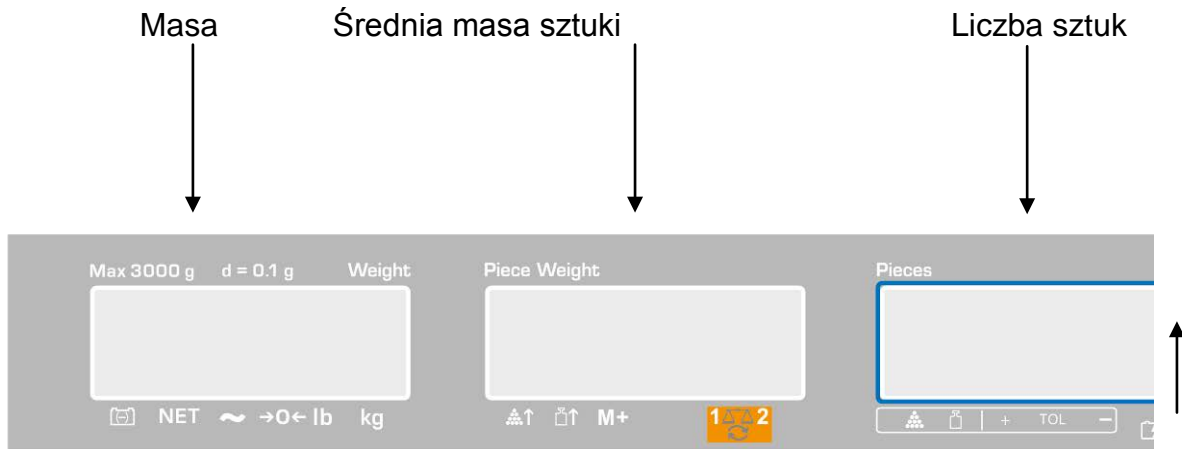 Masa Średnia masa sztuki Liczba sztuk
Max 3000 g d = 0.1 g Weight Piece Weight Pieces
NET ~ →0← lb kg M+ 1 2 + TOL −